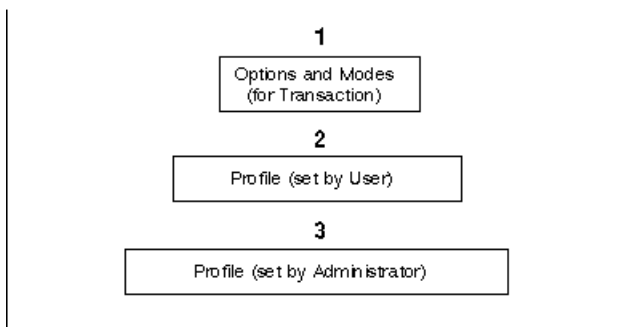 1
Options and Modes
(for Transaction)
2
Profile (set by User)
3
Profile (set by Administrator)